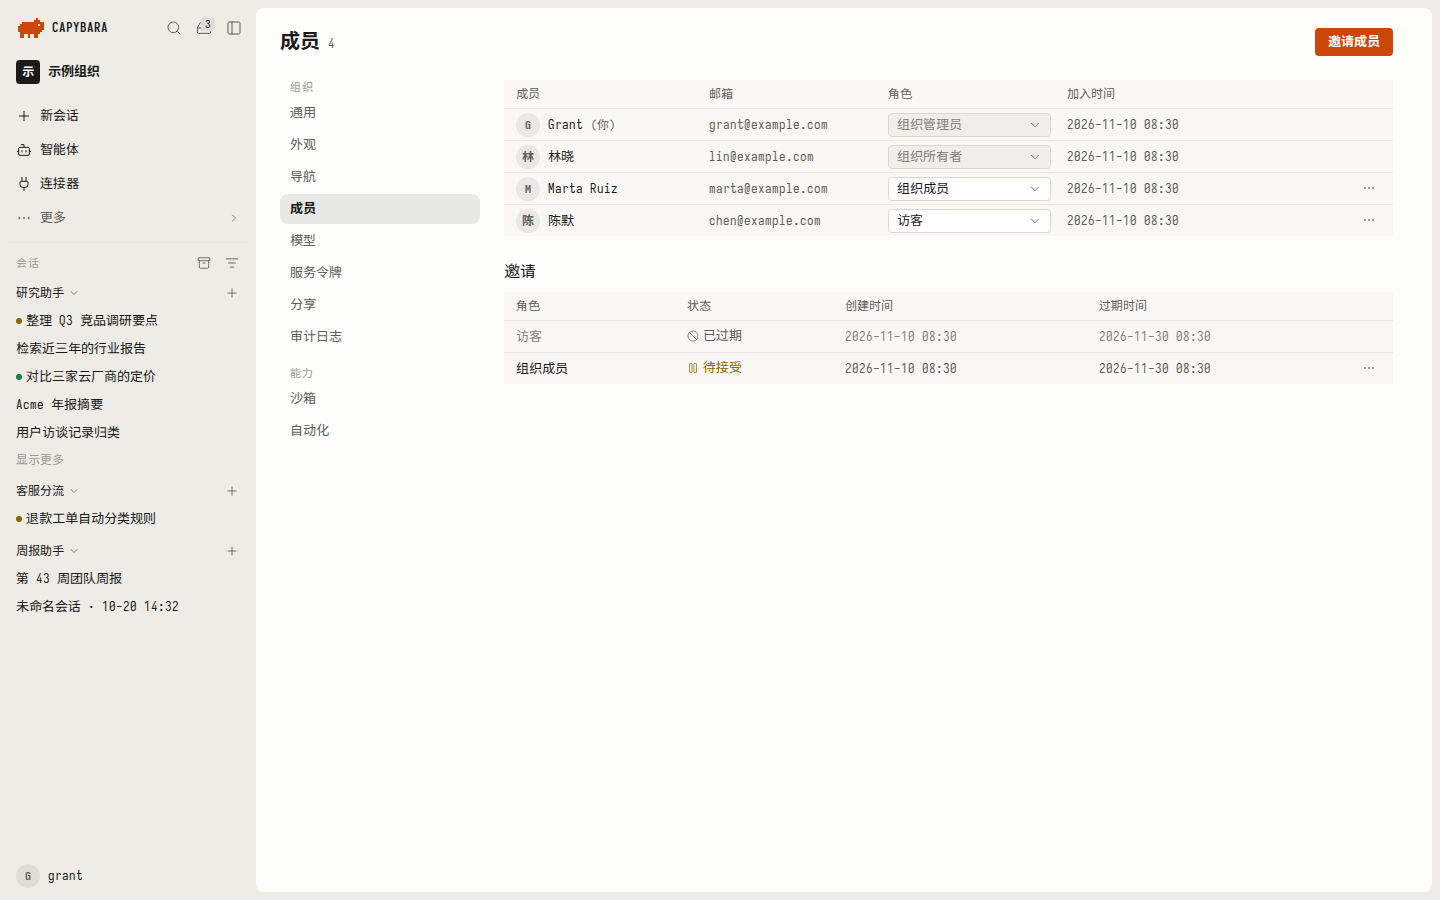 CAPYBARA
3
示 示例组织
新会话
智能体
连接器
更多
会话
研究助手
整理 Q3 竞品调研要点
检索近三年的行业报告
对比三家云厂商的定价
Acme 年报摘要
用户访谈记录归类
显示更多
客服分流
退款工单自动分类规则
周报助手
第 43 周团队周报
未命名会话 · 10-20 14:32
G grant
成员 4
邀请成员
组织
通用
外观
导航
成员
模型
服务令牌
分享
审计日志
能力
沙箱
自动化
成员 邮箱 角色 加入时间
G Grant (你) grant@example.com 组织管理员 2026-11-10 08:30
林 林晓 lin@example.com 组织所有者 2026-11-10 08:30
M Marta Ruiz marta@example.com 组织成员 2026-11-10 08:30
陈 陈默 chen@example.com 访客 2026-11-10 08:30
邀请
角色 状态 创建时间 过期时间
访客 已过期 2026-11-10 08:30 2026-11-30 08:30
组织成员 待接受 2026-11-10 08:30 2026-11-30 08:30